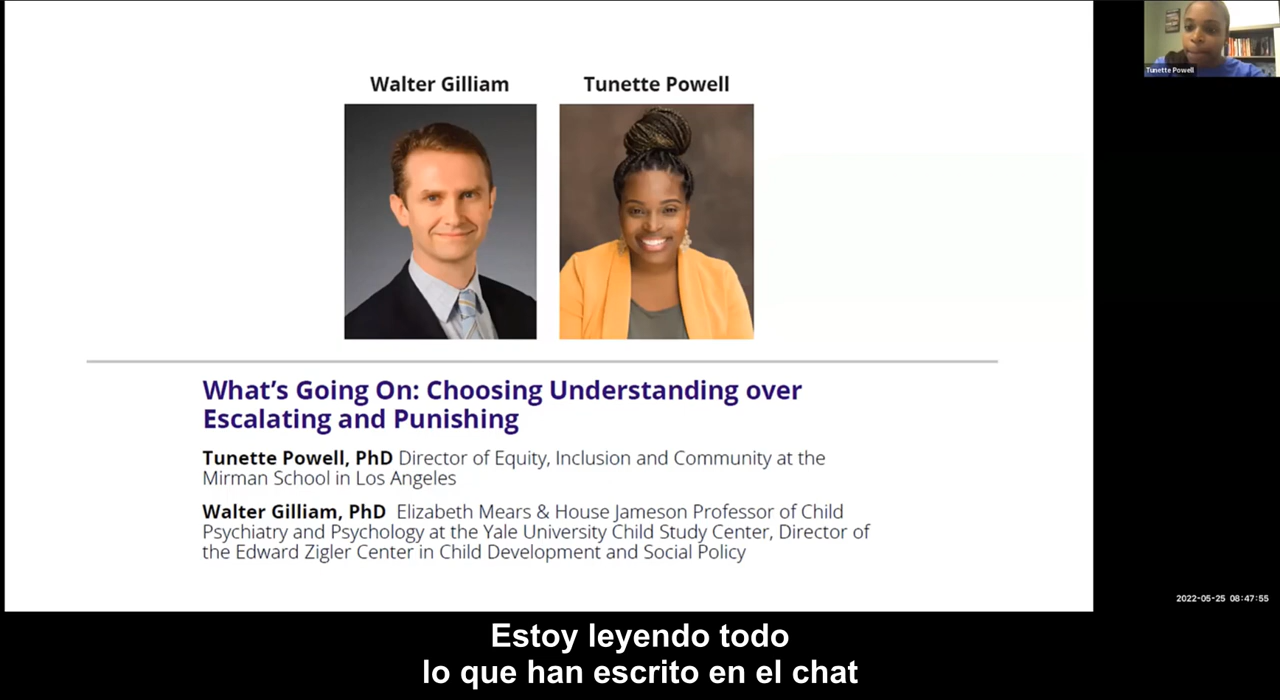 Walter Gilliam
Tunette Powell
Tunette Powell
What's Going On: Choosing Understanding over
Escalating and Punishing
Tunette Powell, PhD Director of Equity, Inclusion and Community at the
Mirman School in Los Angeles
Walter Gilliam, PhD Elizabeth Mears & House Jameson Professor of Child
Psychiatry and Psychology at the Yale University Child Study Center, Director of
the Edward Zigler Center in Child Development and Social Policy
2022-05-25 08:47:55
Estoy leyendo todo
lo que han escrito en el chat